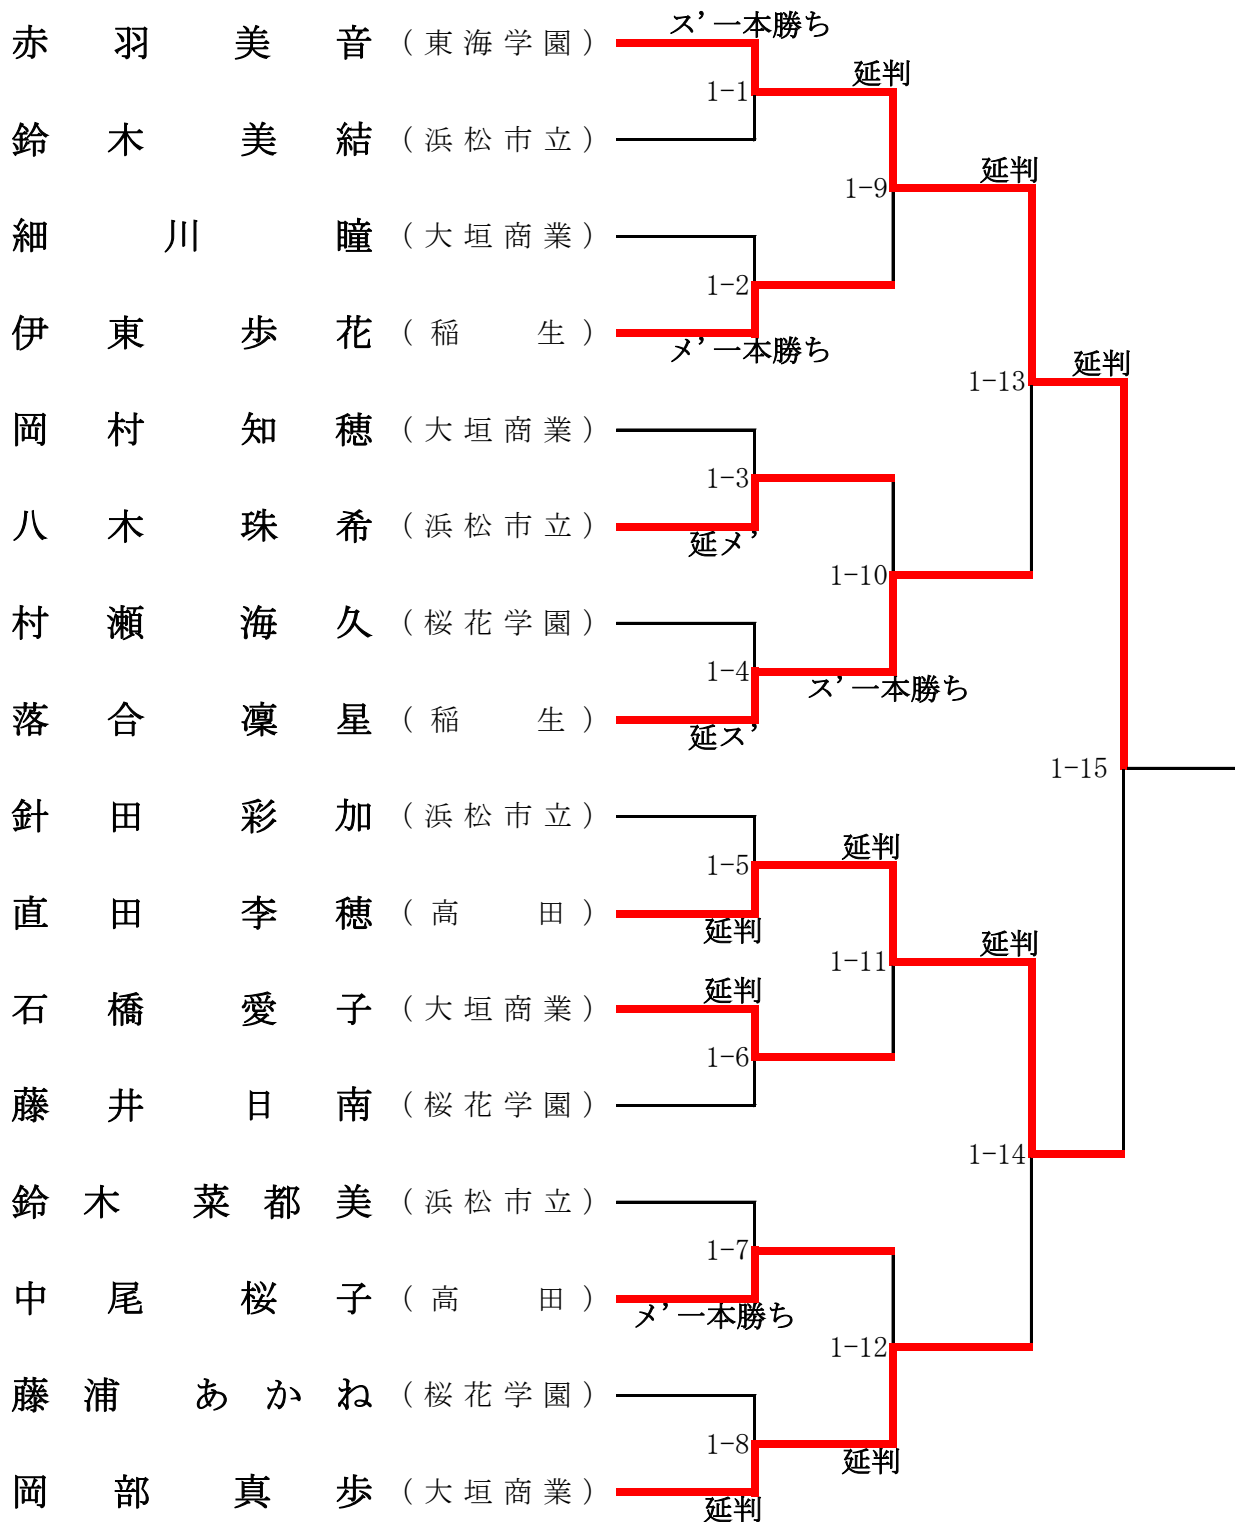 ス’一本勝ち
赤羽美音(東海学園)
延判
1-1
鈴木美結(浜松市立)
延判
1-9
細川瞳(大垣商業)
1-2
伊東歩花(稲生)
メ’一本勝ち
延判
1-13
岡村知穂(大垣商業)
1-3
八木珠希(浜松市立)
延メ’
1-10
村瀬海久(桜花学園)
1-4
ス’一本勝ち
落合凜星(稲生)
延ス’
1-15
針田彩加(浜松市立)
延判
1-5
直田李穂(高田)
延判
延判
1-11
延判
石橋愛子(大垣商業)
1-6
藤井日南(桜花学園)
1-14
鈴木菜都美(浜松市立)
1-7
中尾桜子(高田)
メ’一本勝ち
1-12
藤浦あかね(桜花学園)
1-8
延判
岡部真歩(大垣商業)
延判